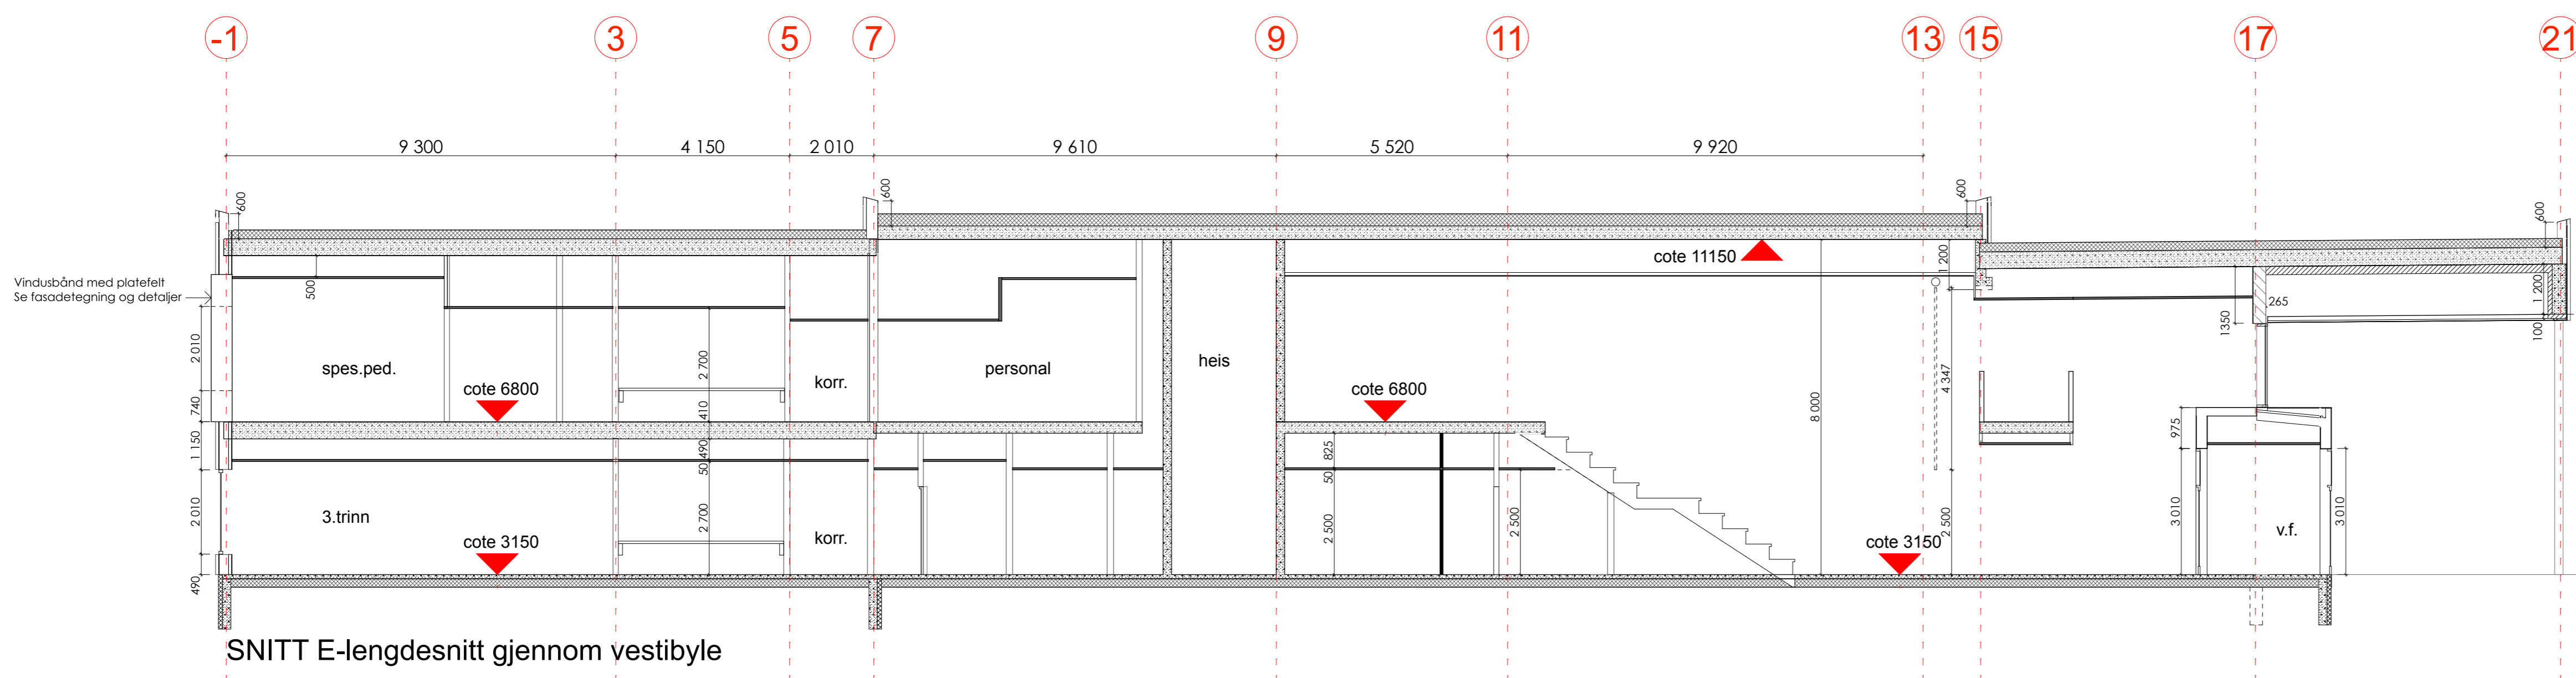 -1 3 5 7 9 11 13 15 17 21
9 300 4 150 2 010 9 610 5 520 9 920
600 600 600 600
cote 11150
1 200
Vindusbånd med platefelt
Se fasadetegning og detaljer
500
265
1 200
1350
100
2 010
spes.ped.
2 700
korr.
personal
heis
4 347
8 000
cote 6800
cote 6800
740
410
975
1 150
490
50
825
50
2 010
3.trinn
2 700
korr.
2 500
2 500
2 500
3 010
v.f.
3 010
cote 3150
cote 3150
490
SNITT E-lengdesnitt gjennom vestibyle